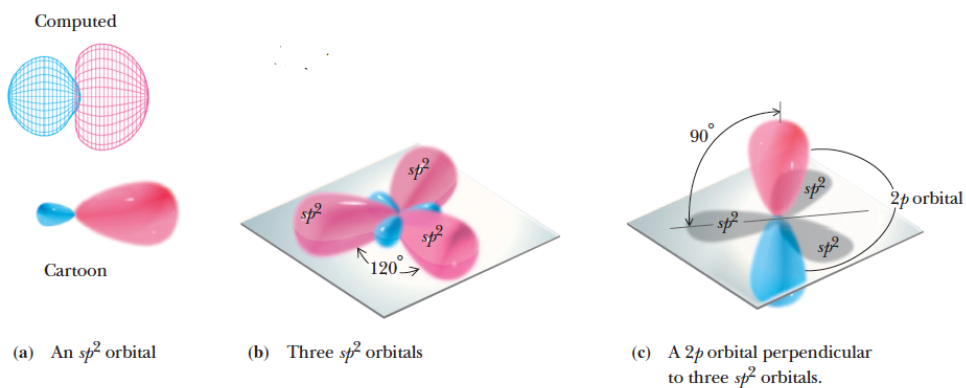 Computed
Cartoon
(a) An sp² orbital
sp²
sp²
sp²
120°
(b) Three sp² orbitals
90°
sp²
sp²
sp²
2p orbital
(c) A 2p orbital perpendicular
to three sp² orbitals.